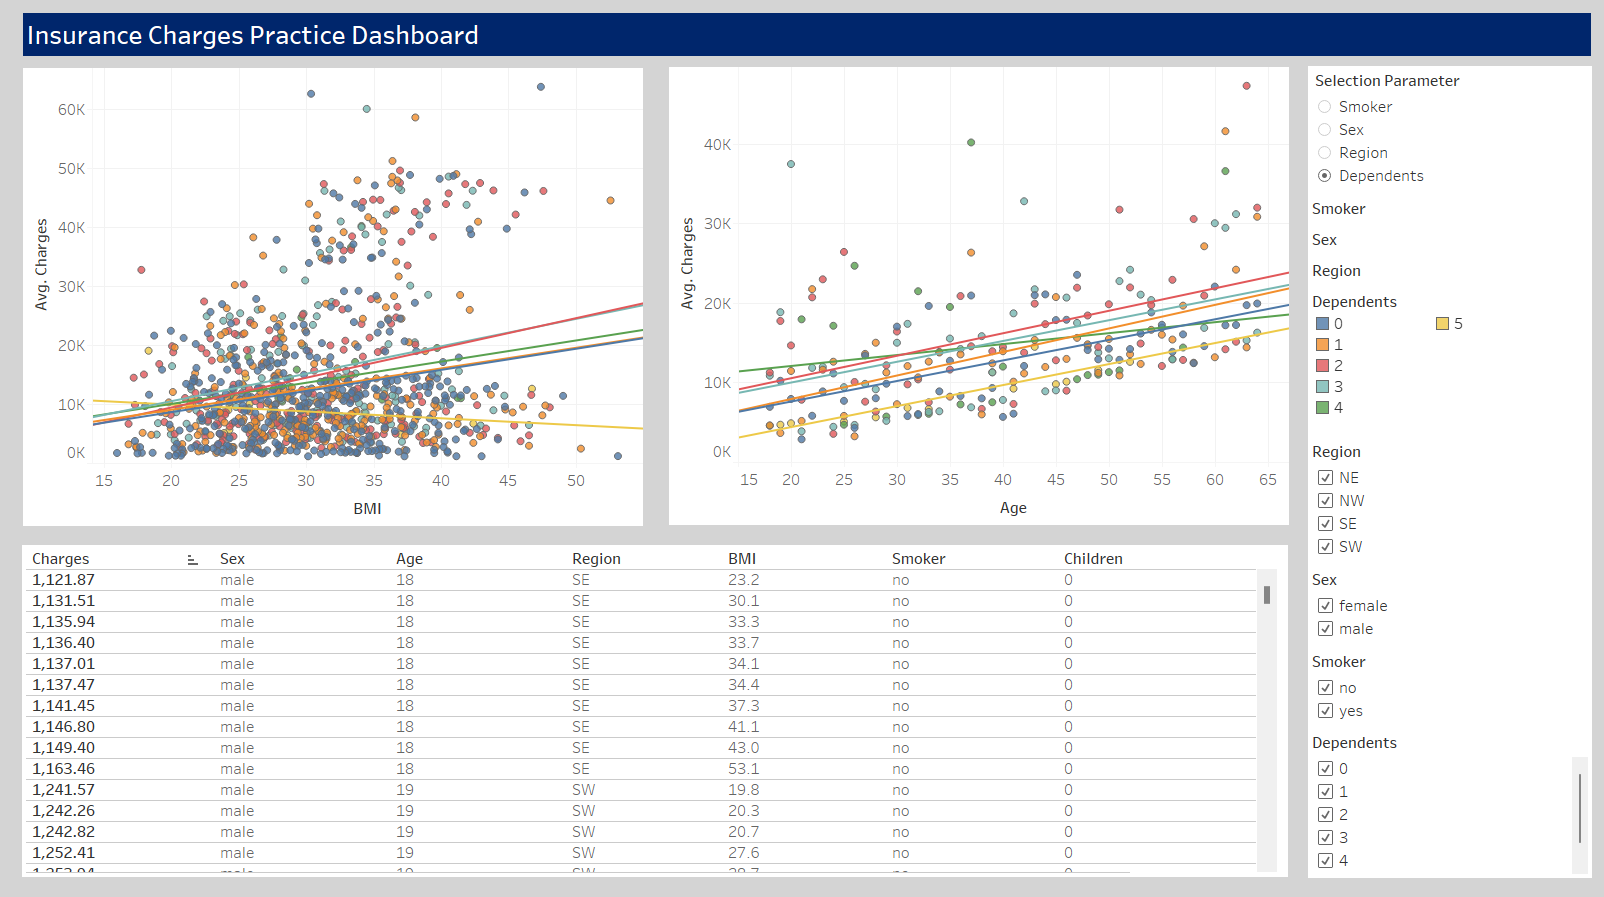 Insurance Charges Practice Dashboard
60K
50K
40K
30K
20K
10K
0K
Avg. Charges
15 20 25 30 35 40 45 50
BMI
40K
30K
20K
10K
0K
Avg. Charges
15 20 25 30 35 40 45 50 55 60 65
Age
Selection Parameter
Smoker
Sex
Region
Dependents
Smoker
Sex
Region
Dependents
0 5
1
2
3
4
Region
NE
NW
SE
SW
Sex
female
male
Smoker
no
yes
Dependents
0
1
2
3
4
Charges Sex Age Region BMI Smoker Children
1,121.87 male 18 SE 23.2 no 0
1,131.51 male 18 SE 30.1 no 0
1,135.94 male 18 SE 33.3 no 0
1,136.40 male 18 SE 33.7 no 0
1,137.01 male 18 SE 34.1 no 0
1,137.47 male 18 SE 34.4 no 0
1,141.45 male 18 SE 37.3 no 0
1,146.80 male 18 SE 41.1 no 0
1,149.40 male 18 SE 43.0 no 0
1,163.46 male 18 SE 53.1 no 0
1,241.57 male 19 SW 19.8 no 0
1,242.26 male 19 SW 20.3 no 0
1,242.82 male 19 SW 20.7 no 0
1,252.41 male 19 SW 27.6 no 0